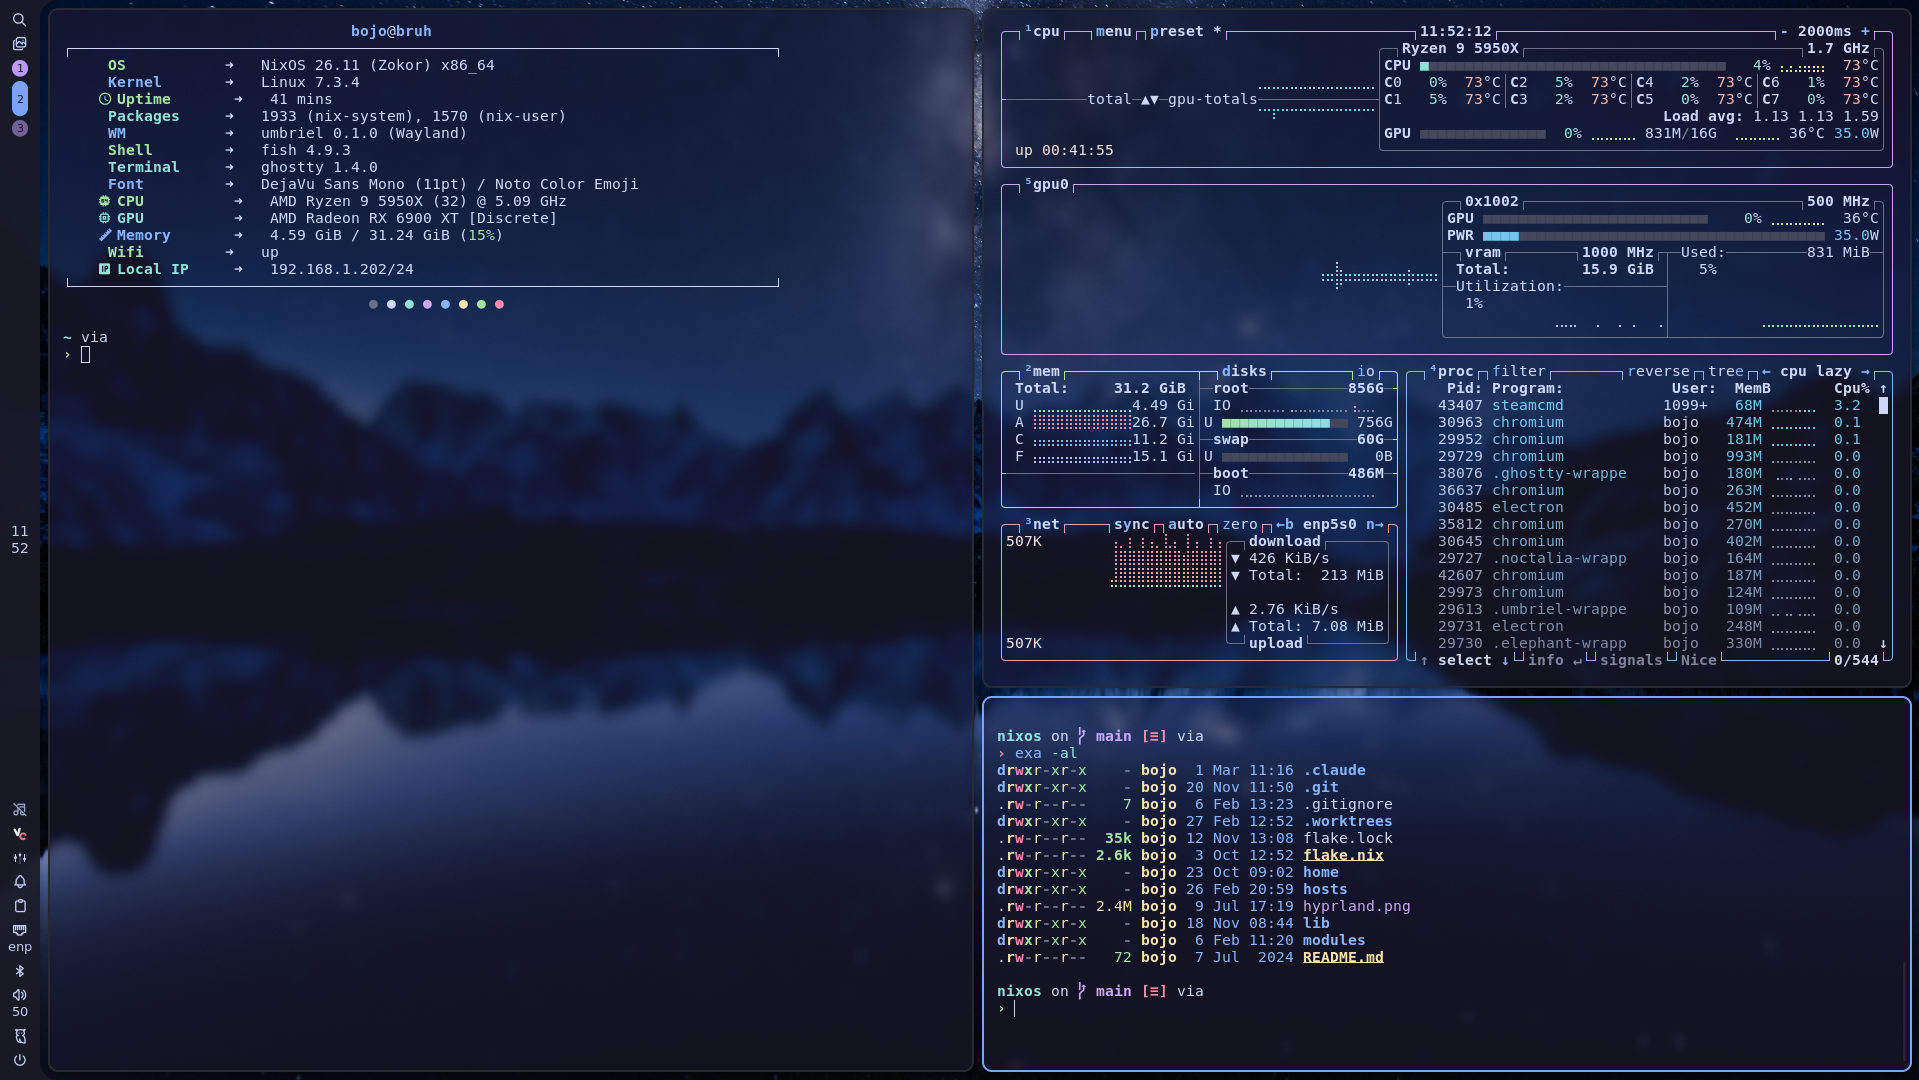 1
2
3
11
52
enp
50
bojo@bruh
OS ➜ NixOS 26.11 (Zokor) x86_64
Kernel ➜ Linux 7.3.4
Uptime ➜ 41 mins
Packages ➜ 1933 (nix-system), 1570 (nix-user)
WM ➜ umbriel 0.1.0 (Wayland)
Shell ➜ fish 4.9.3
Terminal ➜ ghostty 1.4.0
Font ➜ DejaVu Sans Mono (11pt) / Noto Color Emoji
CPU ➜ AMD Ryzen 9 5950X (32) @ 5.09 GHz
GPU ➜ AMD Radeon RX 6900 XT [Discrete]
Memory ➜ 4.59 GiB / 31.24 GiB (15%)
Wifi ➜ up
Local IP ➜ 192.168.1.202/24
~ via
›
¹cpu menu preset * 11:52:12 - 2000ms +
Ryzen 9 5950X 1.7 GHz
CPU 4% 73°C
C0 0% 73°C C2 5% 73°C C4 2% 73°C C6 1% 73°C
total ▲▼ gpu-totals C1 5% 73°C C3 2% 73°C C5 0% 73°C C7 0% 73°C
Load avg: 1.13 1.13 1.59
GPU 0% 831M/16G 36°C 35.0W
up 00:41:55
⁵gpu0
0x1002 500 MHz
GPU 0% 36°C
PWR 35.0W
vram 1000 MHz Used: 831 MiB
Total: 15.9 GiB 5%
Utilization:
1%
²mem disks io
Total: 31.2 GiB root 856G
U 4.49 Gi IO
A 26.7 Gi U 756G
C 11.2 Gi swap 60G
F 15.1 Gi U 0B
boot 486M
IO
³net sync auto zero ←b enp5s0 n→
507K download
▼ 426 KiB/s
▼ Total: 213 MiB
▲ 2.76 KiB/s
▲ Total: 7.08 MiB
507K upload
⁴proc filter reverse tree ← cpu lazy →
Pid: Program: User: MemB Cpu% ↑
43407 steamcmd 1099+ 68M 3.2
30963 chromium bojo 474M 0.1
29952 chromium bojo 181M 0.1
29729 chromium bojo 993M 0.0
38076 .ghostty-wrappe bojo 180M 0.0
36637 chromium bojo 263M 0.0
30485 electron bojo 452M 0.0
35812 chromium bojo 270M 0.0
30645 chromium bojo 402M 0.0
29727 .noctalia-wrapp bojo 164M 0.0
42607 chromium bojo 187M 0.0
29973 chromium bojo 124M 0.0
29613 .umbriel-wrappe bojo 109M 0.0
29731 electron bojo 248M 0.0
29730 .elephant-wrapp bojo 330M 0.0 ↓
↑ select ↓ info ↵ signals Nice 0/544
nixos on main [≡] via
› exa -al
drwxr-xr-x - bojo 1 Mar 11:16 .claude
drwxr-xr-x - bojo 20 Nov 11:50 .git
.rw-r--r-- 7 bojo 6 Feb 13:23 .gitignore
drwxr-xr-x - bojo 27 Feb 12:52 .worktrees
.rw-r--r-- 35k bojo 12 Nov 13:08 flake.lock
.rw-r--r-- 2.6k bojo 3 Oct 12:52 flake.nix
drwxr-xr-x - bojo 23 Oct 09:02 home
drwxr-xr-x - bojo 26 Feb 20:59 hosts
.rw-r--r-- 2.4M bojo 9 Jul 17:19 hyprland.png
drwxr-xr-x - bojo 18 Nov 08:44 lib
drwxr-xr-x - bojo 6 Feb 11:20 modules
.rw-r--r-- 72 bojo 7 Jul 2024 README.md
nixos on main [≡] via
›